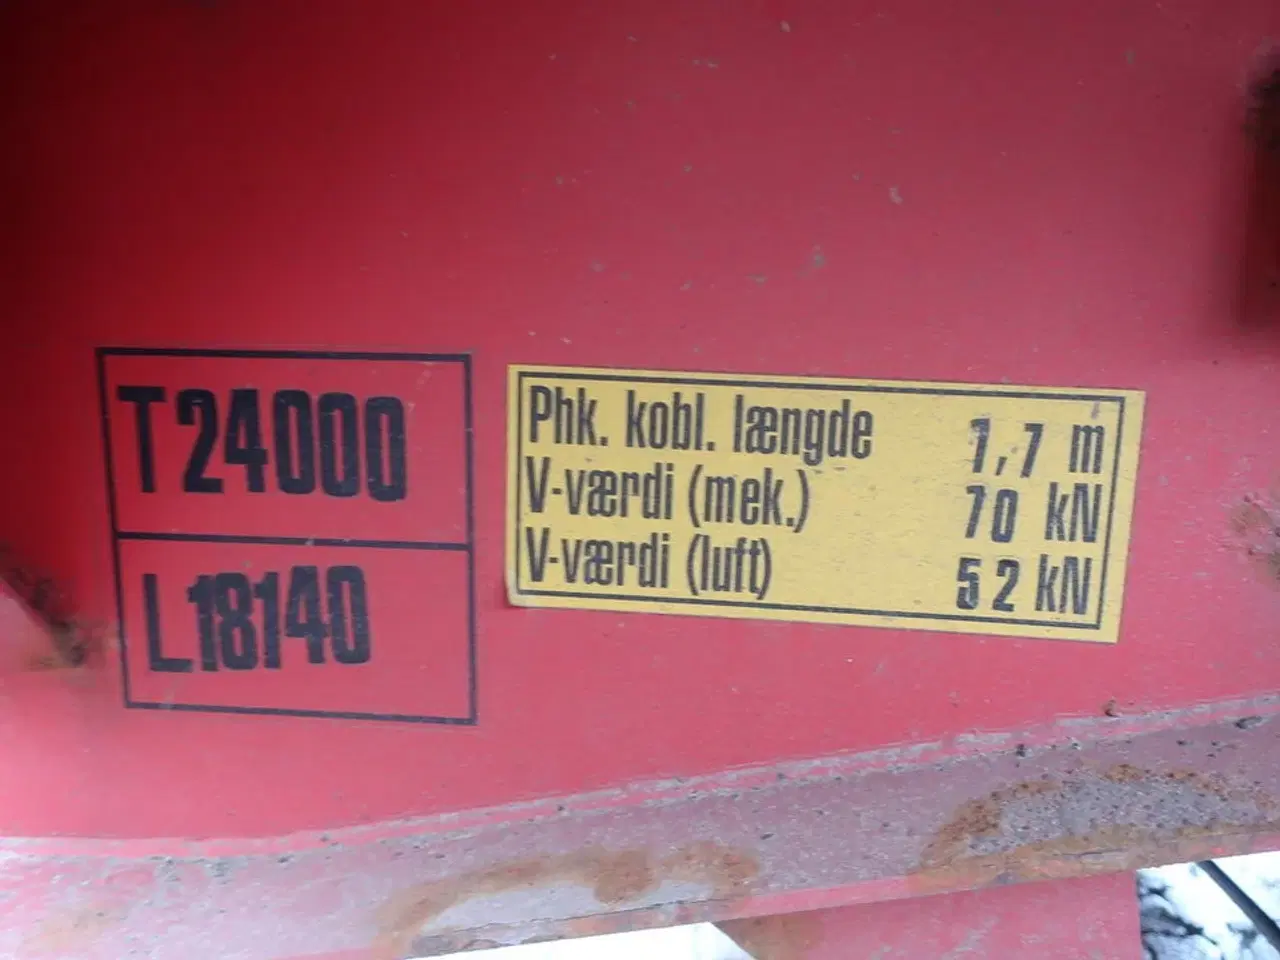 T24000
L18140
Phk. kobl. længde 1,7 m
V-værdi (mek.) 70 kN
V-værdi (luft) 52 kN